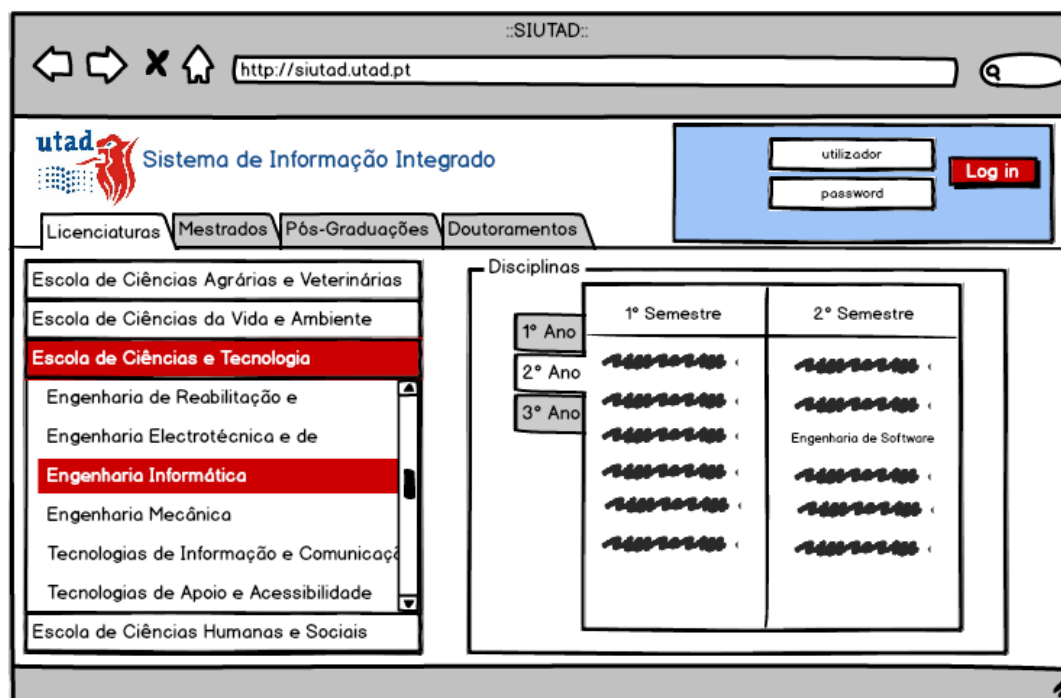 ::SIUTAD::
http://siutad.utad.pt
utad
Sistema de Informação Integrado
utilizador
password
Log in
Licenciaturas Mestrados Pós-Graduações Doutoramentos
Escola de Ciências Agrárias e Veterinárias
Escola de Ciências da Vida e Ambiente
Escola de Ciências e Tecnologia
Engenharia de Reabilitação e
Engenharia Electrotécnica e de
Engenharia Informática
Engenharia Mecânica
Tecnologias de Informação e Comunicaçã
Tecnologias de Apoio e Acessibilidade
Escola de Ciências Humanas e Sociais
Disciplinas
1º Ano
2º Ano
3º Ano
1º Semestre
2º Semestre
Engenharia de Software